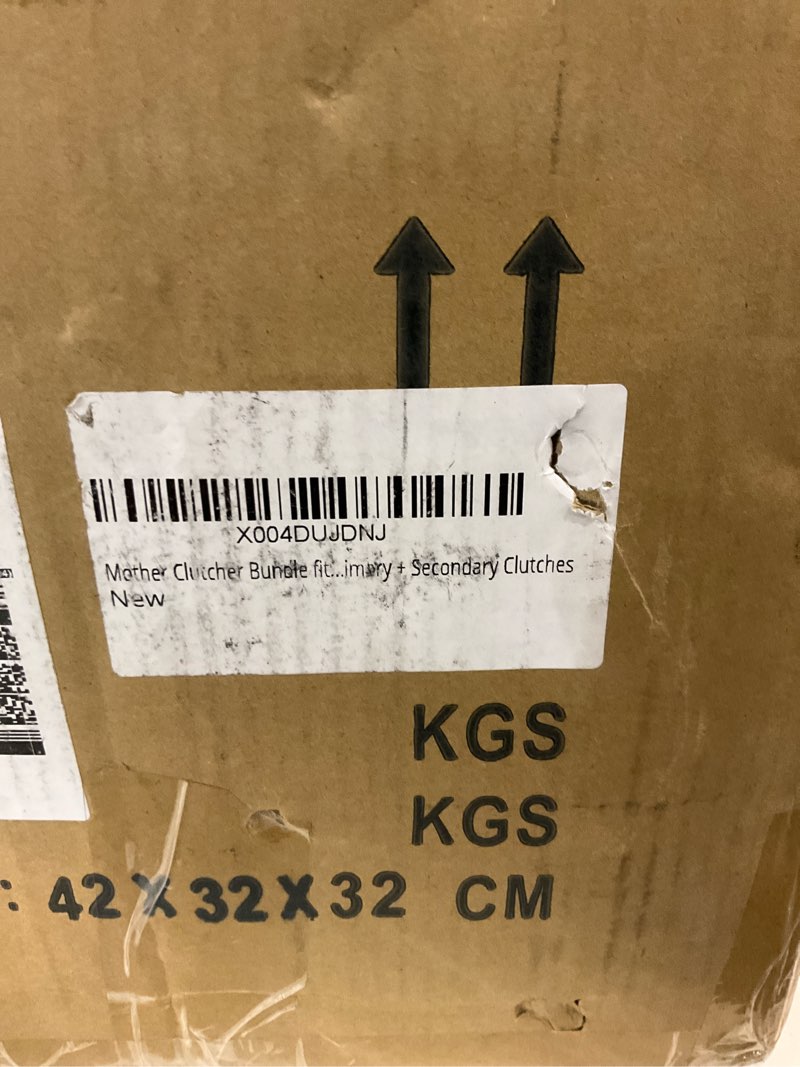 X004DUJDNJ
Mother Clutcher Bundle fit...imary + Secondary Clutches
New
KGS
KGS
: 42 X 32 X 32 CM